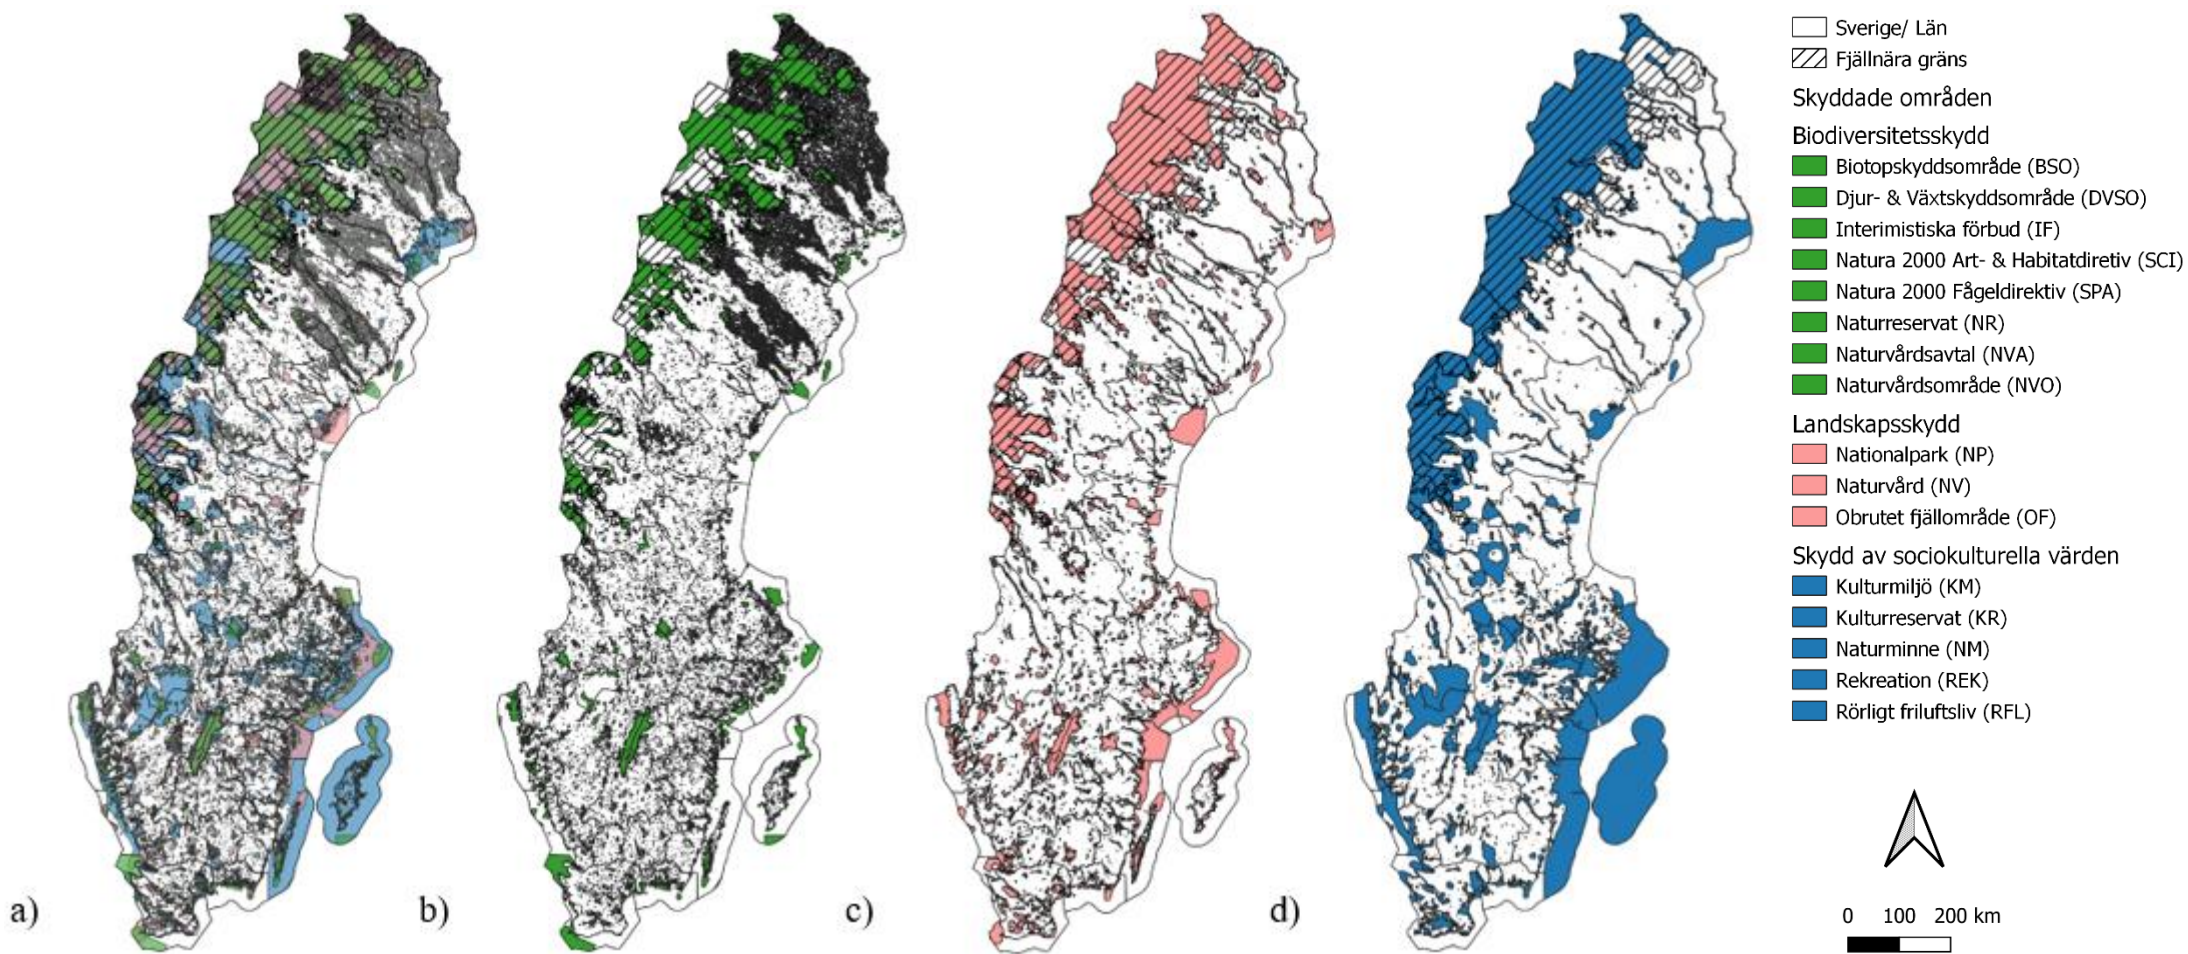 Sverige/ Län
Fjällnära gräns
Skyddade områden
Biodiversitetsskydd
Biotopskyddsområde (BSO)
Djur- & Växtskyddsområde (DVSO)
Interimistiska förbud (IF)
Natura 2000 Art- & Habitatdiretiv (SCI)
Natura 2000 Fågeldirektiv (SPA)
Naturreservat (NR)
Naturvårdsavtal (NVA)
Naturvårdsområde (NVO)
Landskapsskydd
Nationalpark (NP)
Naturvård (NV)
Obrutet fjällområde (OF)
Skydd av sociokulturella värden
Kulturmiljö (KM)
Kulturreservat (KR)
Naturminne (NM)
Rekreation (REK)
Rörligt friluftsliv (RFL)
a) b) c) d)
0 100 200 km